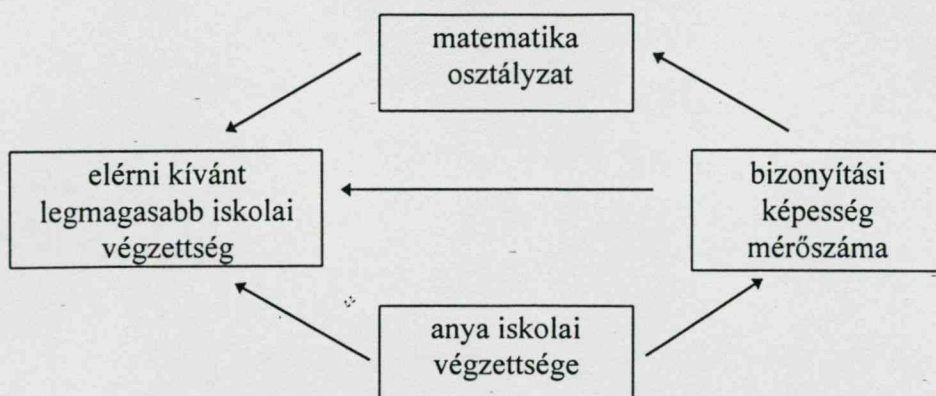 matematika
osztályzat
elérni kívánt
legmagasabb iskolai
végzettség
bizonyítási
képesség
mérőszáma
anya iskolai
végzettsége